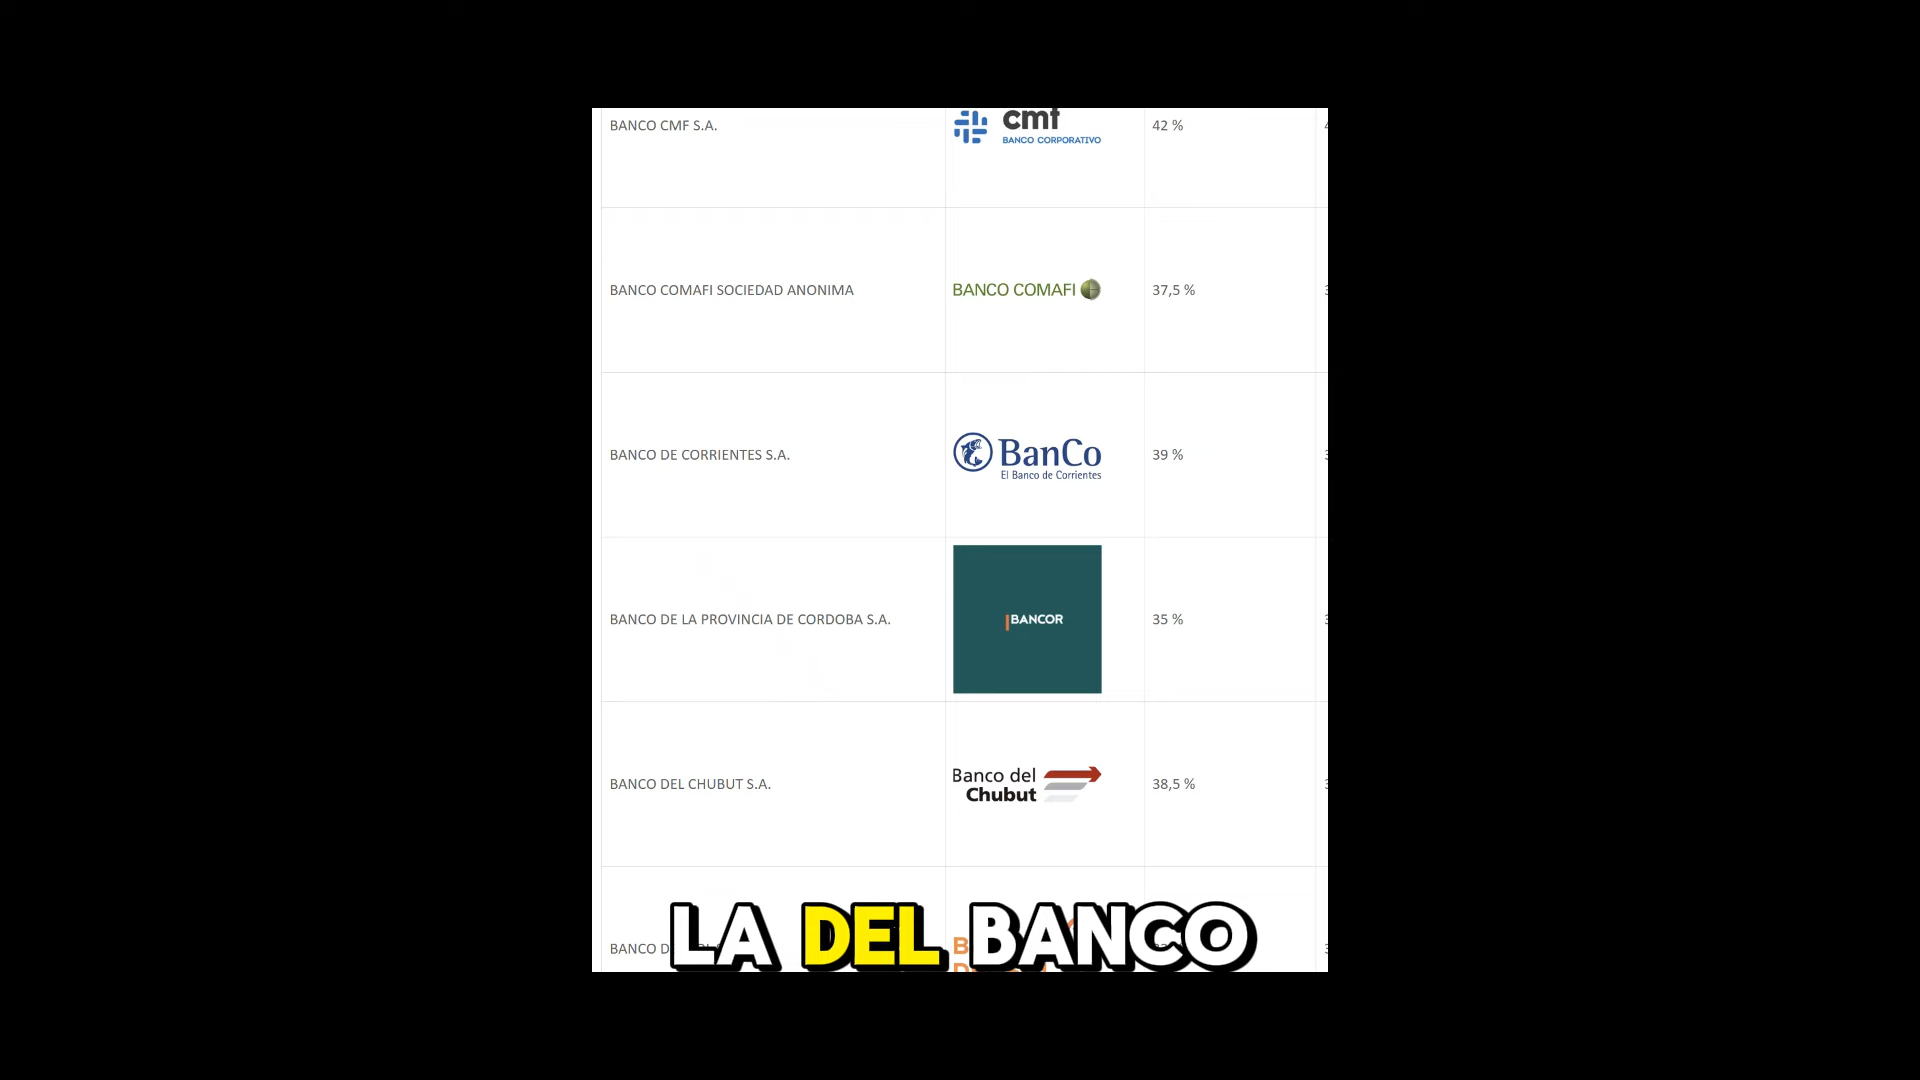 BANCO CMF S.A.
cmf
BANCO CORPORATIVO
42 %
BANCO COMAFI SOCIEDAD ANONIMA
BANCO COMAFI
37,5 %
BANCO DE CORRIENTES S.A.
BanCo
El Banco de Corrientes
39 %
BANCO DE LA PROVINCIA DE CORDOBA S.A.
BANCOR
35 %
BANCO DEL CHUBUT S.A.
Banco del
Chubut
38,5 %
BANCO
LA DEL BANCO